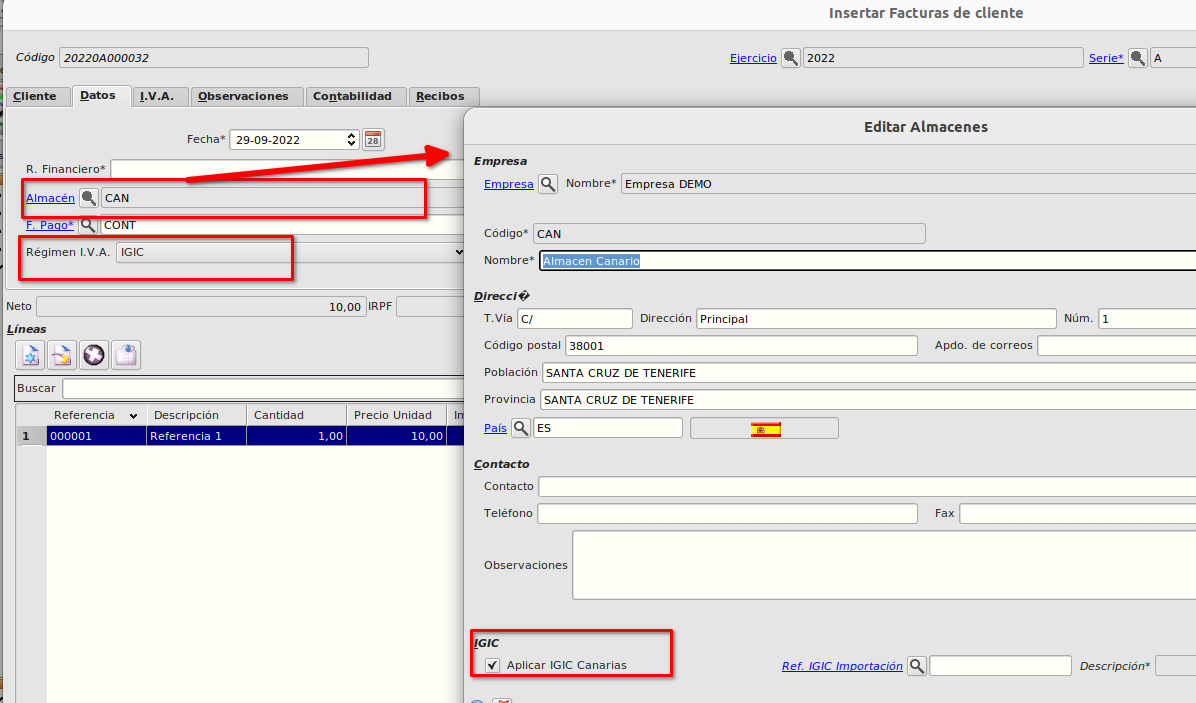 Insertar Facturas de cliente
Código 20220A000032 Ejercicio 2022 Serie* A
Cliente Datos I.V.A. Observaciones Contabilidad Recibos
Fecha* 29-09-2022 28
R. Financiero*
Almacén CAN
F. Pago* CONT
Régimen I.V.A. IGIC
Neto 10,00 IRPF
Líneas
Buscar
Referencia Descripción Cantidad Precio Unidad
1 000001 Referencia 1 1,00 10,00
Editar Almacenes
Empresa
Empresa Nombre* Empresa DEMO
Código* CAN
Nombre* Almacen Canario
Direcci�
T.Vía C/ Dirección Principal Núm. 1
Código postal 38001 Apdo. de correos
Población SANTA CRUZ DE TENERIFE
Provincia SANTA CRUZ DE TENERIFE
País ES
Contacto
Contacto
Teléfono Fax
Observaciones
IGIC
Aplicar IGIC Canarias Ref. IGIC Importación Descripción*